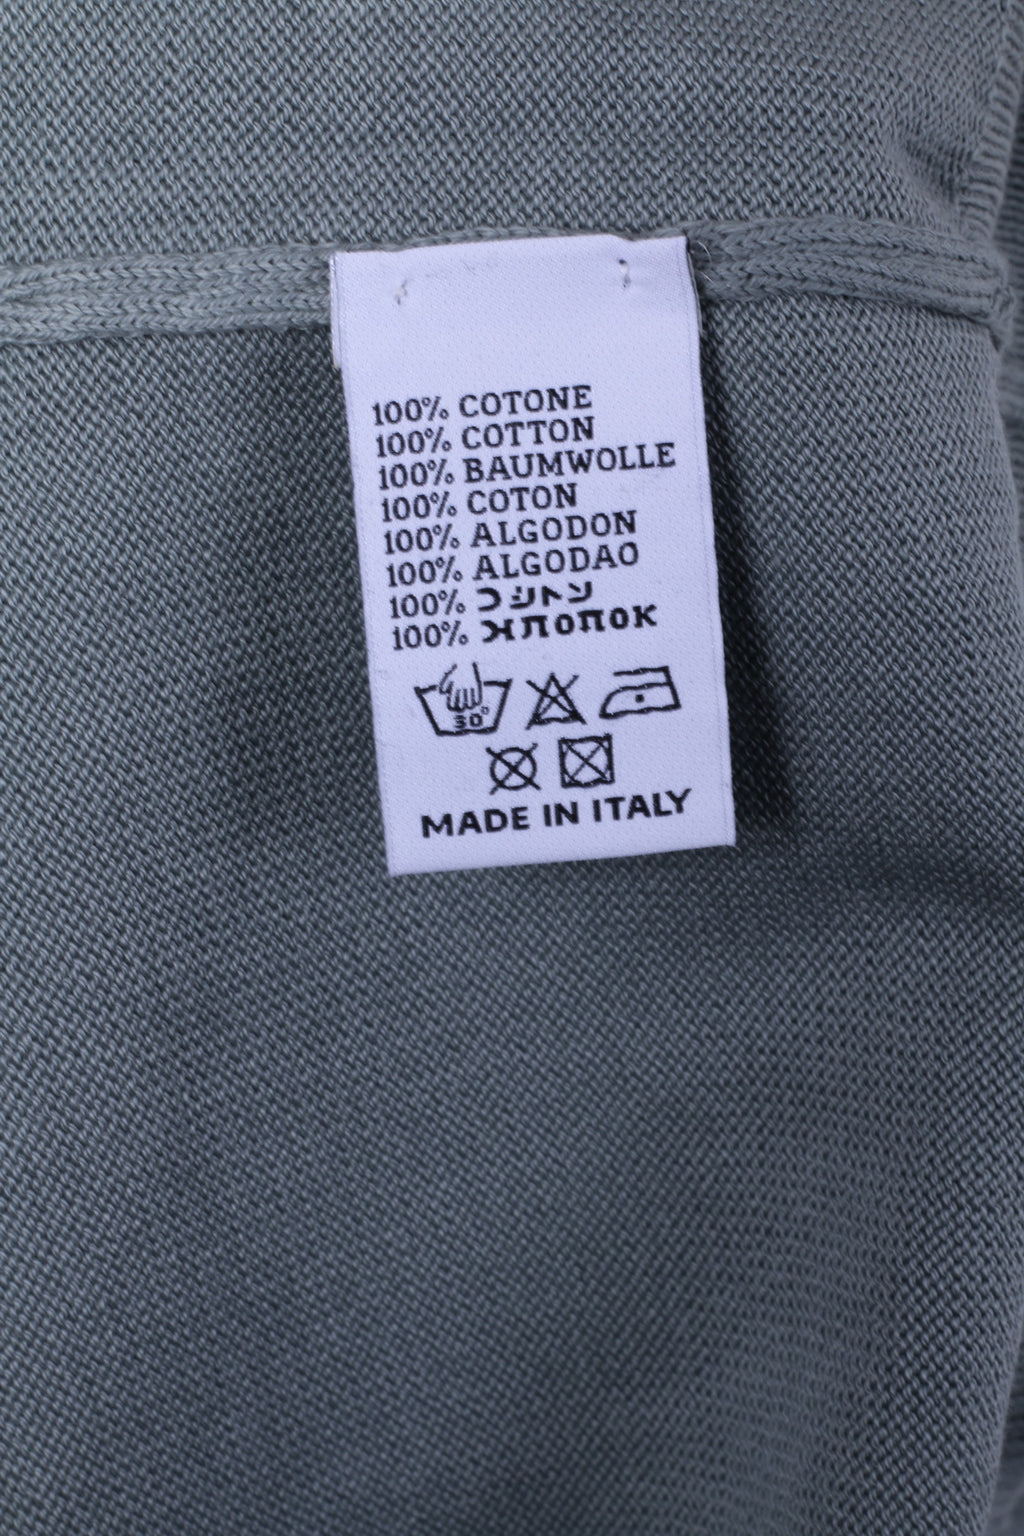 100% COTONE
100% COTTON
100% BAUMWOLLE
100% COTON
100% ALGODON
100% ALGODAO
100% コットン
100% ХЛОПОК
30°
MADE IN ITALY